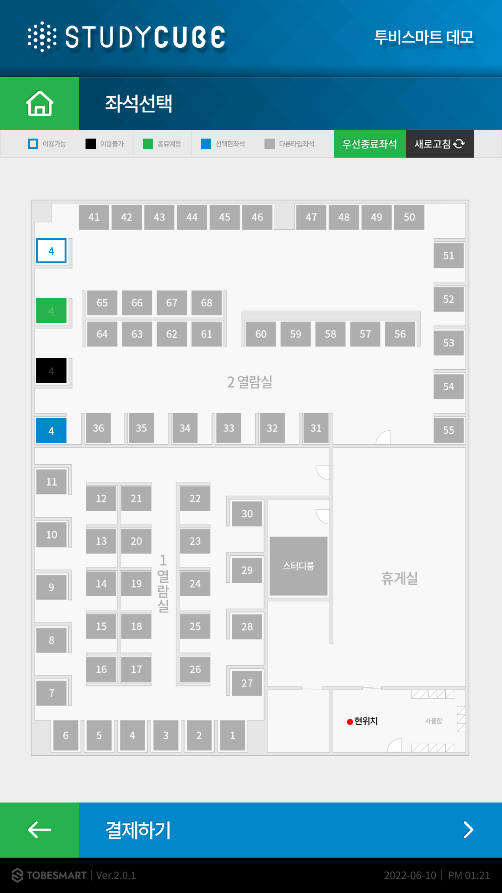 STUDYCUBE
투비스마트 데모
좌석선택
이용가능
이용불가
종료예정
선택한좌석
다른타입좌석
우선종료좌석
새로고침
41 42 43 44 45 46 47 48 49 50
4
51
65 66 67 68
52
4
64 63 62 61
60 59 58 57 56
53
4
2 열람실
54
4
36 35 34 33 32 31
55
11
12 21 22
30
10
13 20 23
1
열
람
실
스터디룸
휴게실
29
9
14 19 24
8
15 18 25
28
16 17 26
7
27
현위치
사물함
6 5 4 3 2 1
결제하기
TOBESMART | Ver.2.0.1
2022-06-10 | PM 01:21